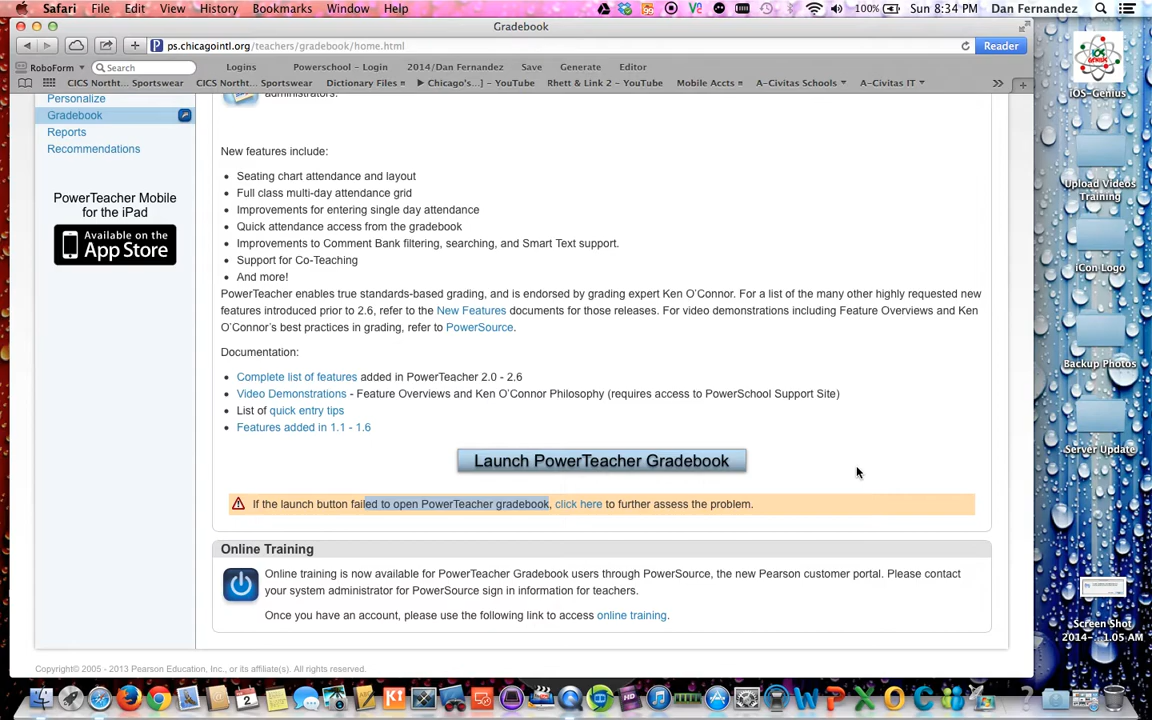 Safari File Edit View History Bookmarks Window Help 100% Sun 8:34 PM Dan Fernandez
Gradebook
ps.chicagointl.org/teachers/gradebook/home.html Reader
RoboForm Search Logins Powerschool - Login 2014/Dan Fernandez Save Generate Editor
CICS North... Sportswear CICS North... Sportswear Dictionary Files Chicago's...] - YouTube Rhett & Link 2 - YouTube Mobile Accts A-Civitas Schools A-Civitas IT
Personalize
Gradebook
Reports
Recommendations
PowerTeacher Mobile
for the iPad
Available on the
App Store
administrators.
New features include:
• Seating chart attendance and layout
• Full class multi-day attendance grid
• Improvements for entering single day attendance
• Quick attendance access from the gradebook
• Improvements to Comment Bank filtering, searching, and Smart Text support.
• Support for Co-Teaching
• And more!
PowerTeacher enables true standards-based grading, and is endorsed by grading expert Ken O'Connor. For a list of the many other highly requested new
features introduced prior to 2.6, refer to the New Features documents for those releases. For video demonstrations including Feature Overviews and Ken
O'Connor's best practices in grading, refer to PowerSource.
Documentation:
• Complete list of features added in PowerTeacher 2.0 - 2.6
• Video Demonstrations - Feature Overviews and Ken O'Connor Philosophy (requires access to PowerSchool Support Site)
• List of quick entry tips
• Features added in 1.1 - 1.6
Launch PowerTeacher Gradebook
If the launch button failed to open PowerTeacher gradebook, click here to further assess the problem.
Online Training
Online training is now available for PowerTeacher Gradebook users through PowerSource, the new Pearson customer portal. Please contact
your system administrator for PowerSource sign in information for teachers.
Once you have an account, please use the following link to access online training.
Copyright© 2005 - 2013 Pearson Education, Inc., or its affiliate(s). All rights reserved.
iOS-Genius
Upload Videos
Training
iCon Logo
Backup Photos
Server Update
Screen Shot
2014-...1.05 AM